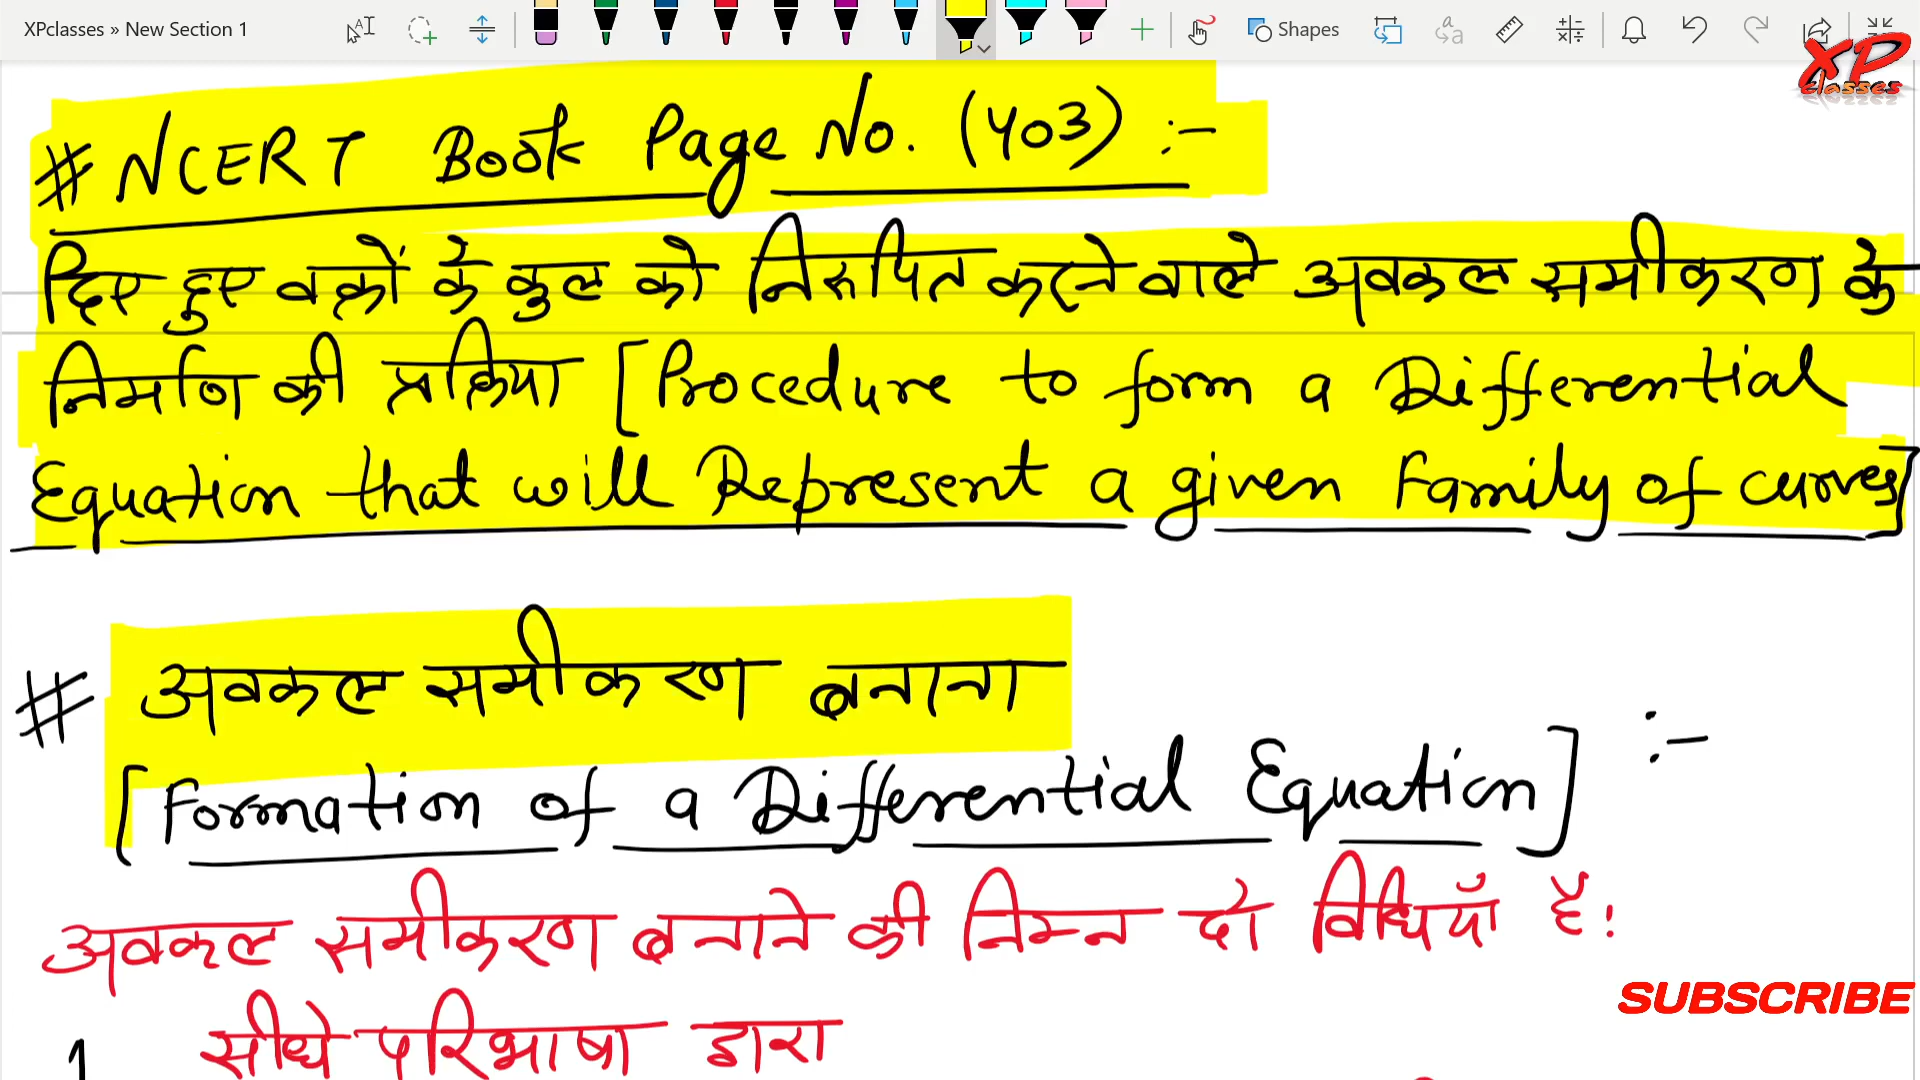 XPclasses » New Section 1
Shapes
XP
classes
# NCERT Book Page No. (403) :-
दिए हुए वक्रों के कुल को निरुपित करने वाले अवकल समीकरण के
निर्माण की प्रक्रिया [Procedure to form a Differential
Equation that will Represent a given Family of curves]
# अवकल समीकरण बनाना
[Formation of a Differential Equation] :-
अवकल समीकरण बनाने की निम्न दो विधियाँ है:
SUBSCRIBE
1 सीधे परिभाषा द्वारा